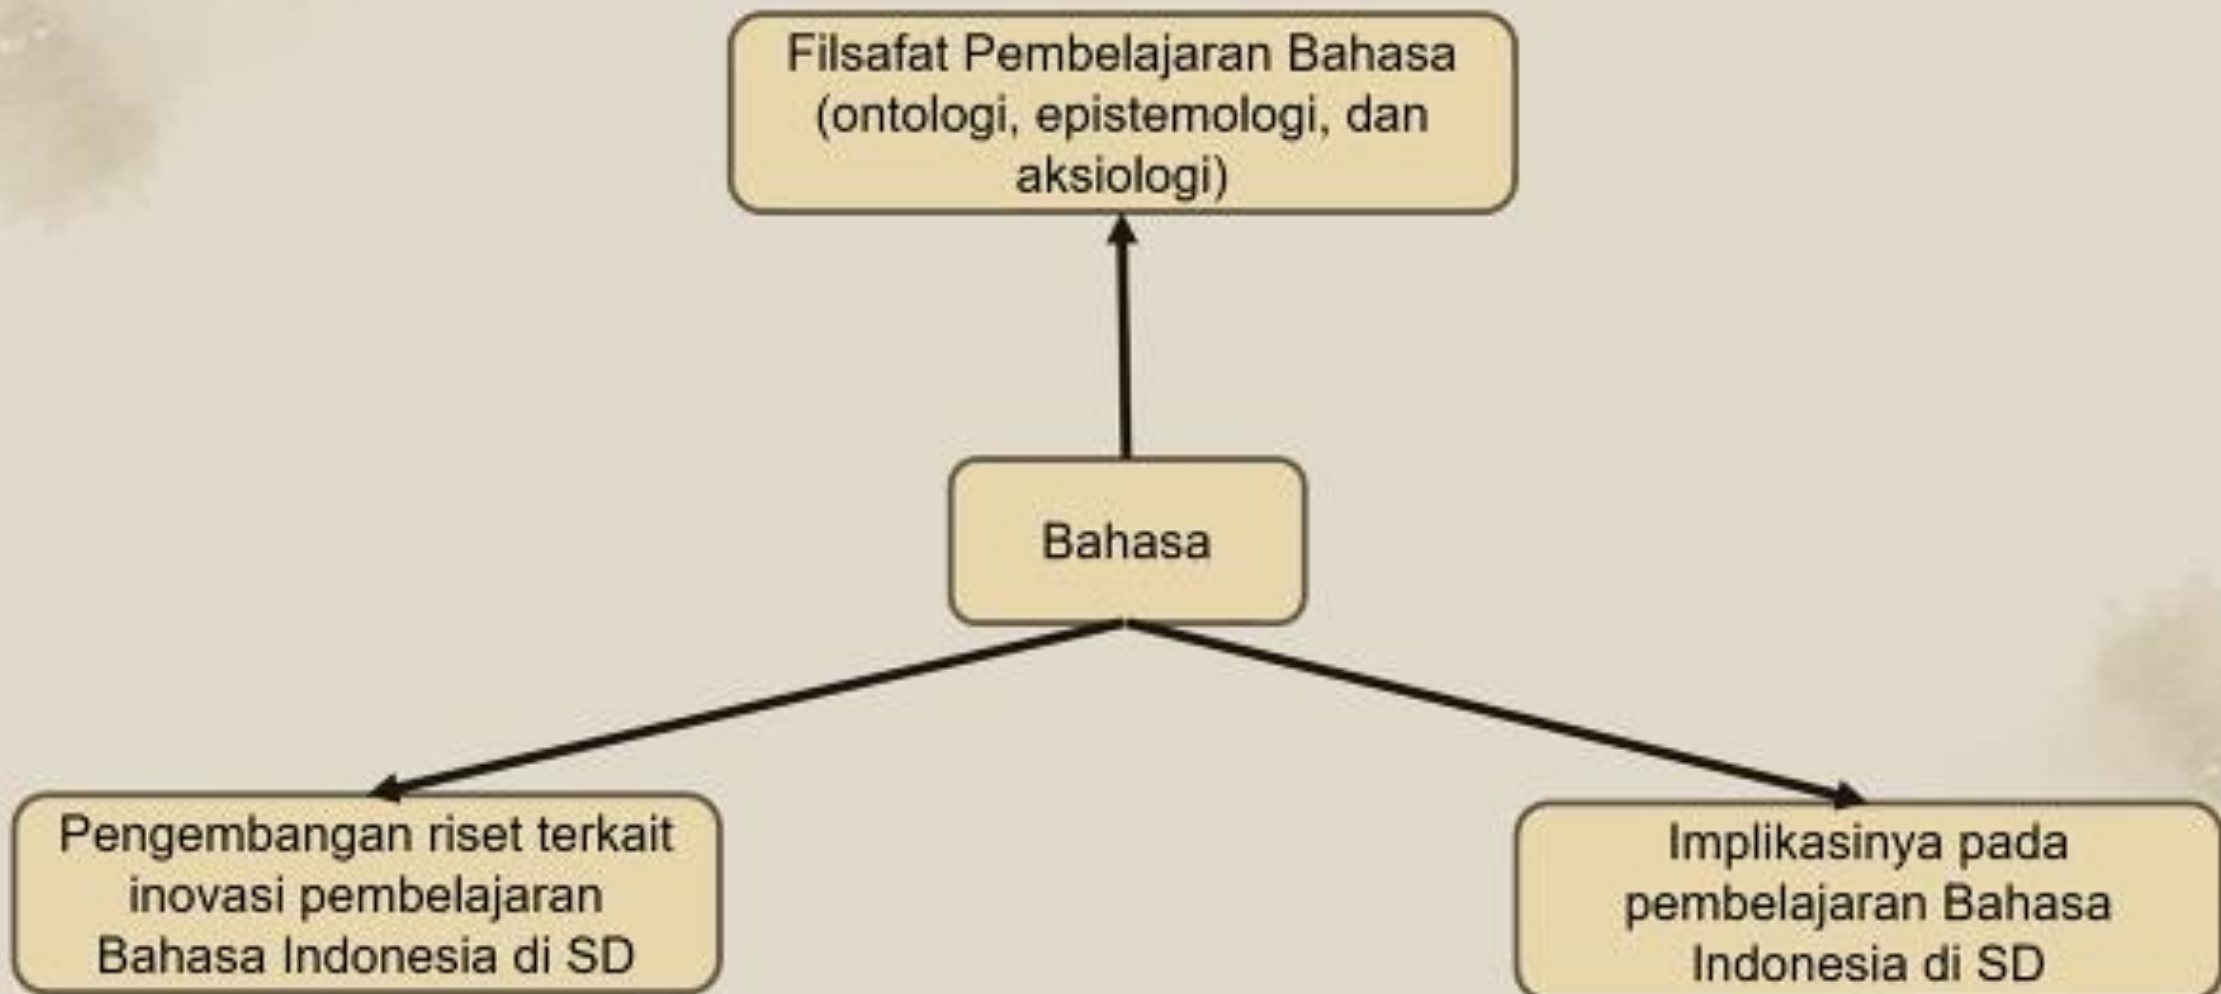 Filsafat Pembelajaran Bahasa
(ontologi, epistemologi, dan
aksiologi)
Bahasa
Pengembangan riset terkait
inovasi pembelajaran
Bahasa Indonesia di SD
Implikasinya pada
pembelajaran Bahasa
Indonesia di SD